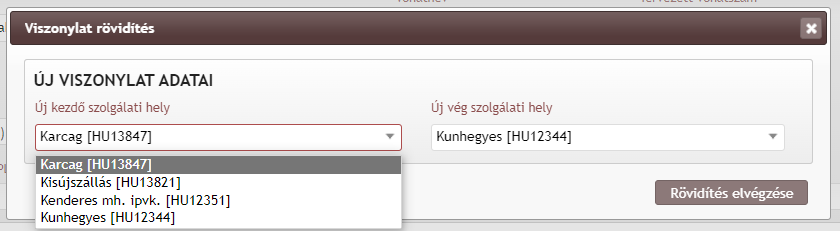 Viszonylat rövidítés
ÚJ VISZONYLAT ADATAI
Új kezdő szolgálati hely
Új vég szolgálati hely
Karcag [HU13847]
Kunhegyes [HU12344]
Karcag [HU13847]
Kisújszállás [HU13821]
Kenderes mh. ipvk. [HU12351]
Kunhegyes [HU12344]
Rövidítés elvégzése